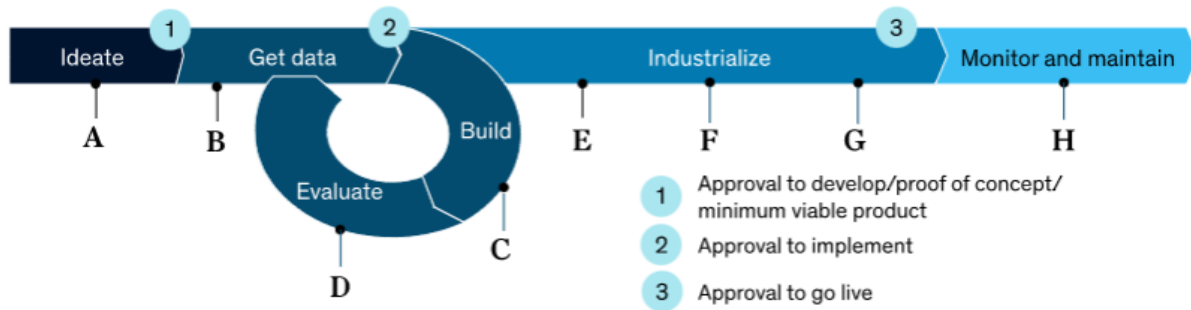 1
2
3
Ideate
Get data
Industrialize
Monitor and maintain
A
B
E
F
G
H
Build
Evaluate
C
D
1 Approval to develop/proof of concept/
minimum viable product
2 Approval to implement
3 Approval to go live